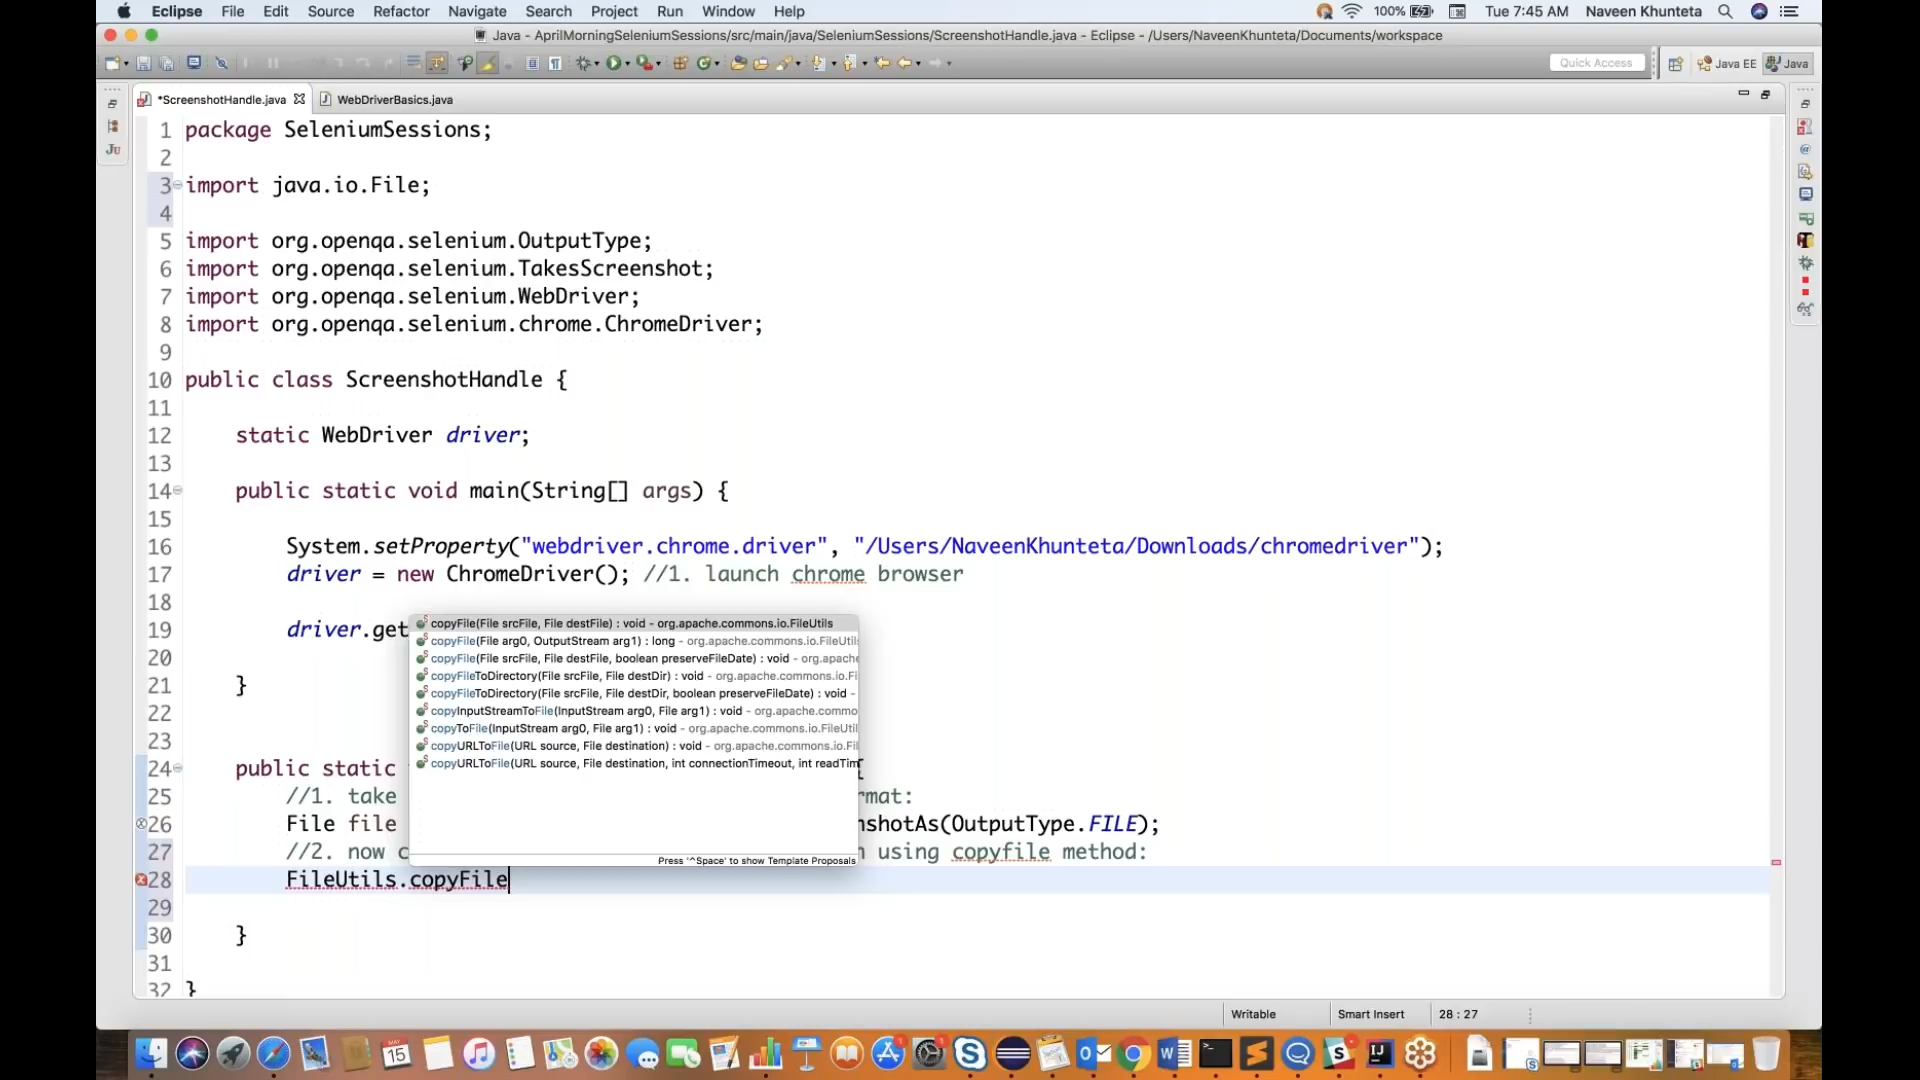 Eclipse File Edit Source Refactor Navigate Search Project Run Window Help 100% Tue 7:45 AM Naveen Khunteta
Java - AprilMorningSeleniumSessions/src/main/java/SeleniumSessions/ScreenshotHandle.java - Eclipse - /Users/NaveenKhunteta/Documents/workspace
Quick Access Java EE Java
*ScreenshotHandle.java WebDriverBasics.java
1 package SeleniumSessions;
2
3 import java.io.File;
4
5 import org.openqa.selenium.OutputType;
6 import org.openqa.selenium.TakesScreenshot;
7 import org.openqa.selenium.WebDriver;
8 import org.openqa.selenium.chrome.ChromeDriver;
9
10 public class ScreenshotHandle {
11
12 static WebDriver driver;
13
14 public static void main(String[] args) {
15
16 System.setProperty("webdriver.chrome.driver", "/Users/NaveenKhunteta/Downloads/chromedriver");
17 driver = new ChromeDriver(); //1. launch chrome browser
18
19 driver.get
20
21 }
22
23
24 public static {
25 //1. take rmat:
26 File file nshotAs(OutputType.FILE);
27 //2. now c n using copyfile method:
28 FileUtils.copyFile
29
30 }
31
32 }
copyFile(File srcFile, File destFile) : void - org.apache.commons.io.FileUtils
copyFile(File arg0, OutputStream arg1) : long - org.apache.commons.io.FileUtil
copyFile(File srcFile, File destFile, boolean preserveFileDate) : void - org.apache
copyFileToDirectory(File srcFile, File destDir) : void - org.apache.commons.io.Fil
copyFileToDirectory(File srcFile, File destDir, boolean preserveFileDate) : void -
copyInputStreamToFile(InputStream arg0, File arg1) : void - org.apache.commo
copyToFile(InputStream arg0, File arg1) : void - org.apache.commons.io.FileUtil
copyURLToFile(URL source, File destination) : void - org.apache.commons.io.Fil
copyURLToFile(URL source, File destination, int connectionTimeout, int readTim
Press '^Space' to show Template Proposals
Writable Smart Insert 28 : 27